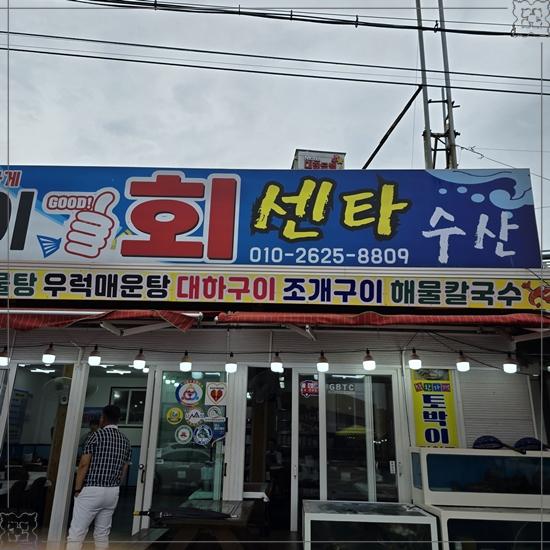 GOOD! 회 센타 수산
010-2625-8809
우럭매운탕 대하구이 조개구이 해물칼국수
GBTC
토박이